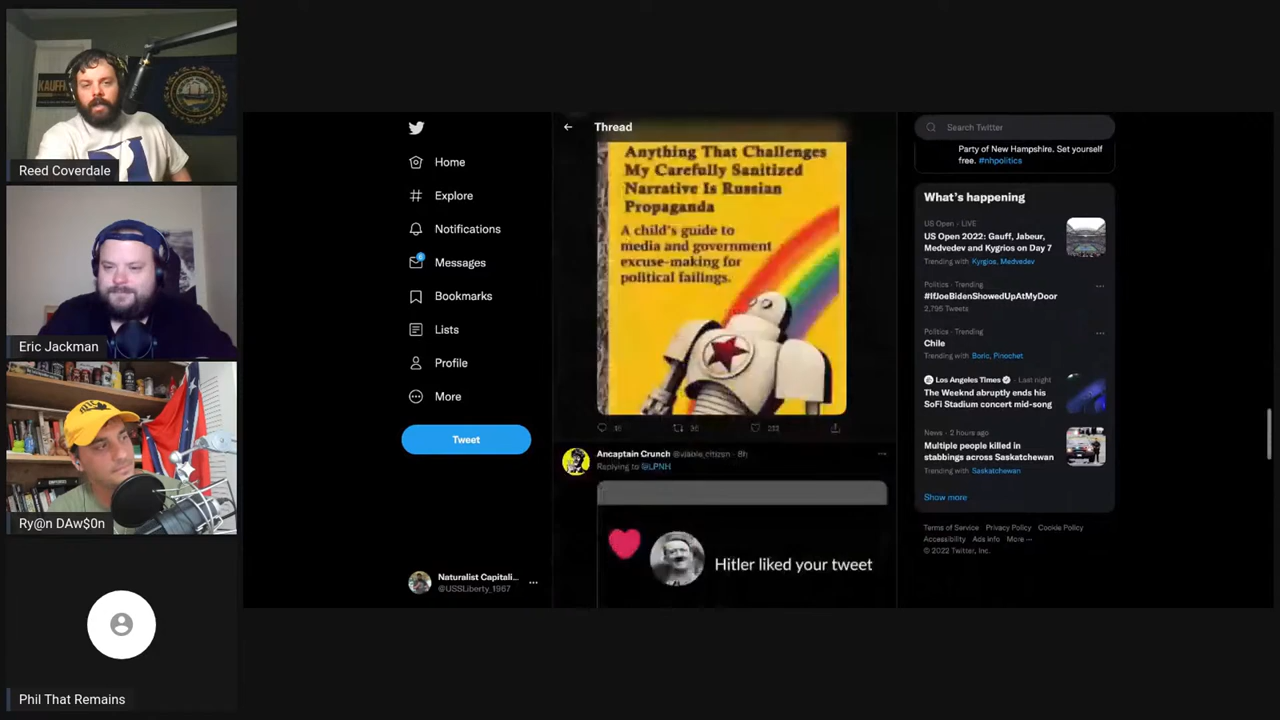 KAUFF
Reed Coverdale
Eric Jackman
Ry@n DAw$0n
Phil That Remains
Home
Explore
Notifications
Messages
Bookmarks
Lists
Profile
More
Tweet
Naturalist Capitali...
@USSLiberty_1967
Thread
Anything That Challenges
My Carefully Sanitized
Narrative Is Russian
Propaganda
A child's guide to
media and government
excuse-making for
political failings.
Ancaptain Crunch @viable_citizen · 8h
Replying to @LPNH
Hitler liked your tweet
Search Twitter
Party of New Hampshire. Set yourself
free. #nhpolitics
What's happening
US Open · LIVE
US Open 2022: Gauff, Jabeur,
Medvedev and Kygrios on Day 7
Trending with Kyrgios, Medvedev
Politics · Trending
#IfJoeBidenShowedUpAtMyDoor
2,795 Tweets
Politics · Trending
Chile
Trending with Boric, Pinochet
Los Angeles Times · Last night
The Weeknd abruptly ends his
SoFi Stadium concert mid-song
News · 2 hours ago
Multiple people killed in
stabbings across Saskatchewan
Trending with Saskatchewan
Show more
Terms of Service Privacy Policy Cookie Policy
Accessibility Ads info More ...
© 2022 Twitter, Inc.